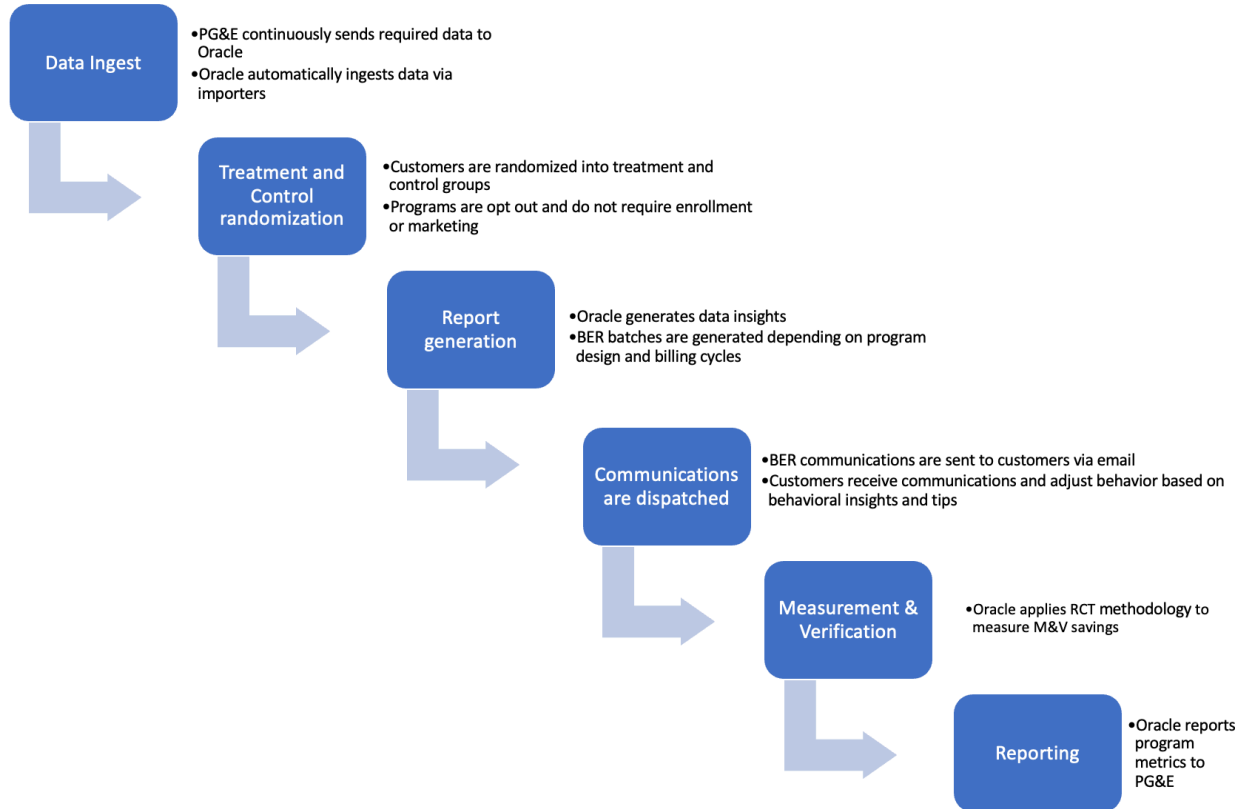 Data Ingest
•PG&E continuously sends required data to
Oracle
•Oracle automatically ingests data via
importers
Treatment and
Control
randomization
•Customers are randomized into treatment and
control groups
•Programs are opt out and do not require enrollment
or marketing
Report
generation
•Oracle generates data insights
•BER batches are generated depending on program
design and billing cycles
Communications
are dispatched
•BER communications are sent to customers via email
•Customers receive communications and adjust behavior based on
behavioral insights and tips
Measurement &
Verification
•Oracle applies RCT methodology to
measure M&V savings
Reporting
•Oracle reports
program
metrics to
PG&E